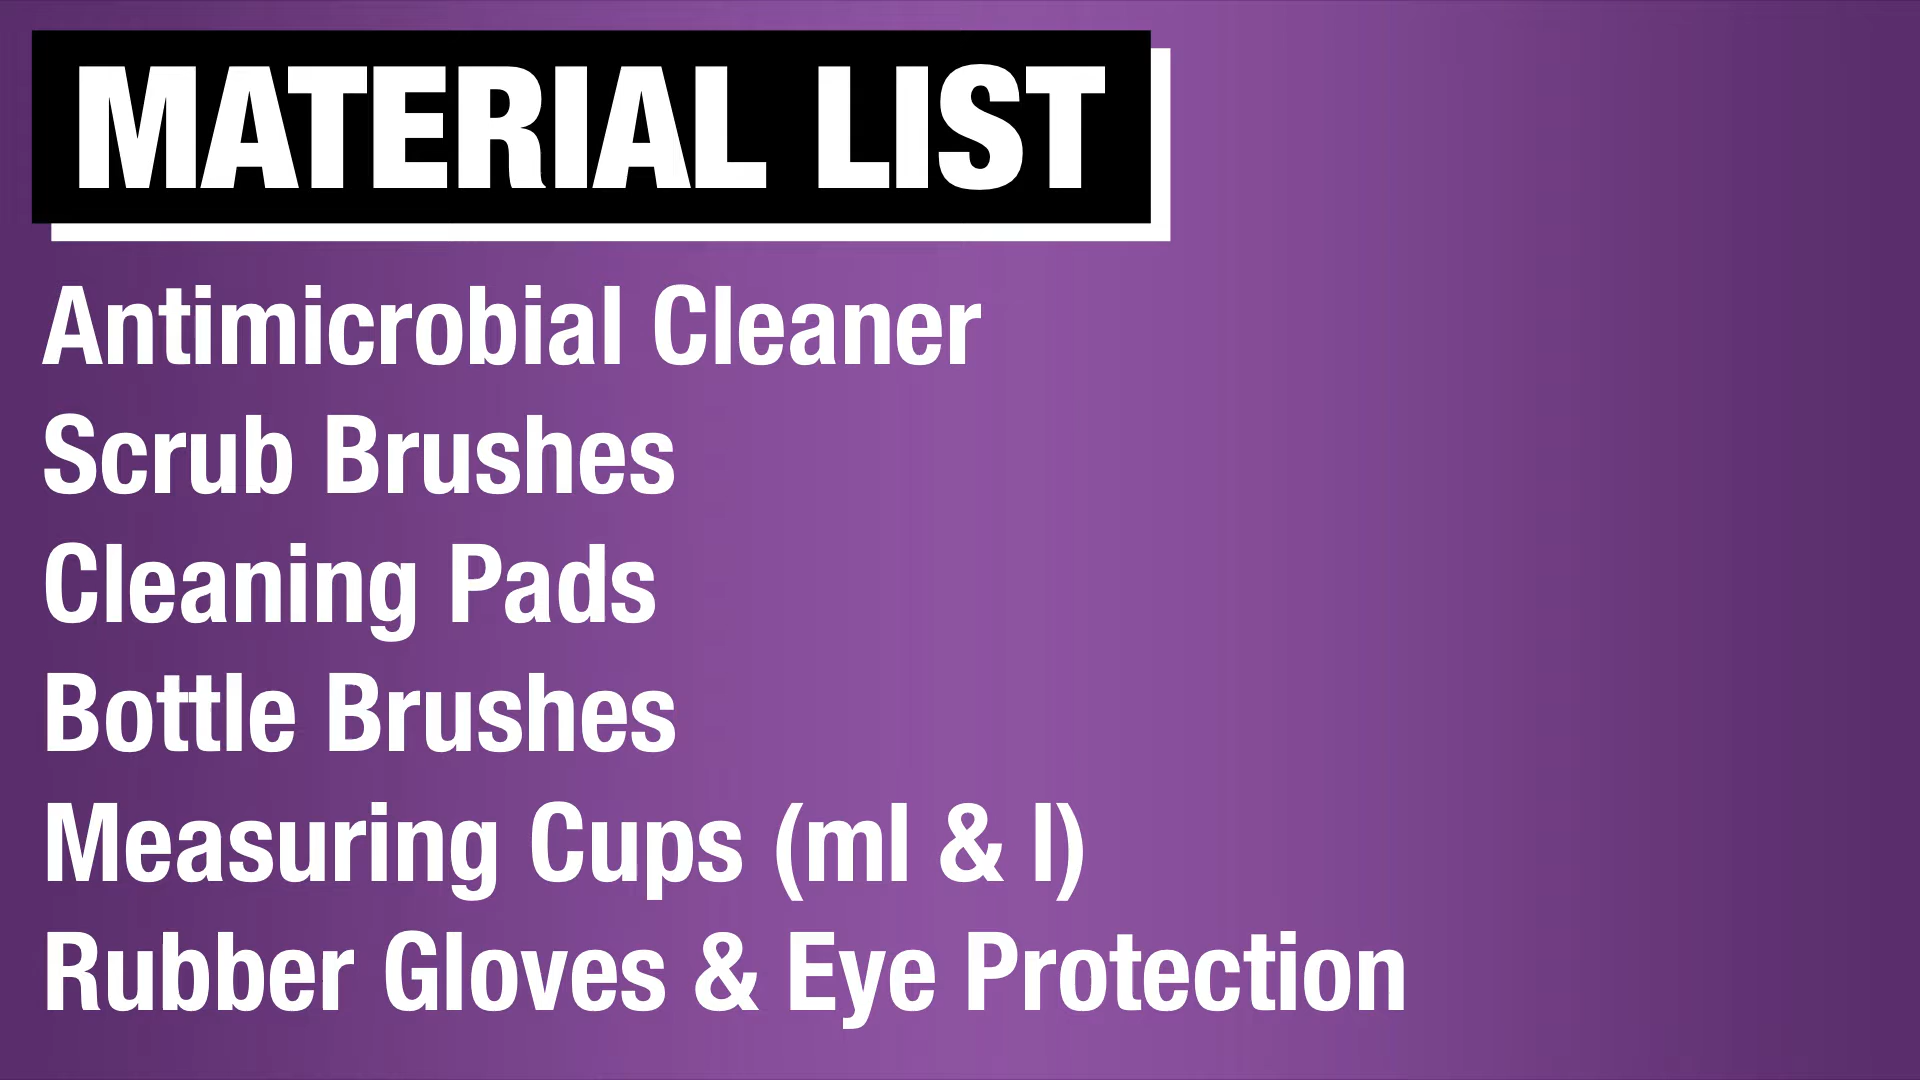 MATERIAL LIST
Antimicrobial Cleaner
Scrub Brushes
Cleaning Pads
Bottle Brushes
Measuring Cups (ml & l)
Rubber Gloves & Eye Protection